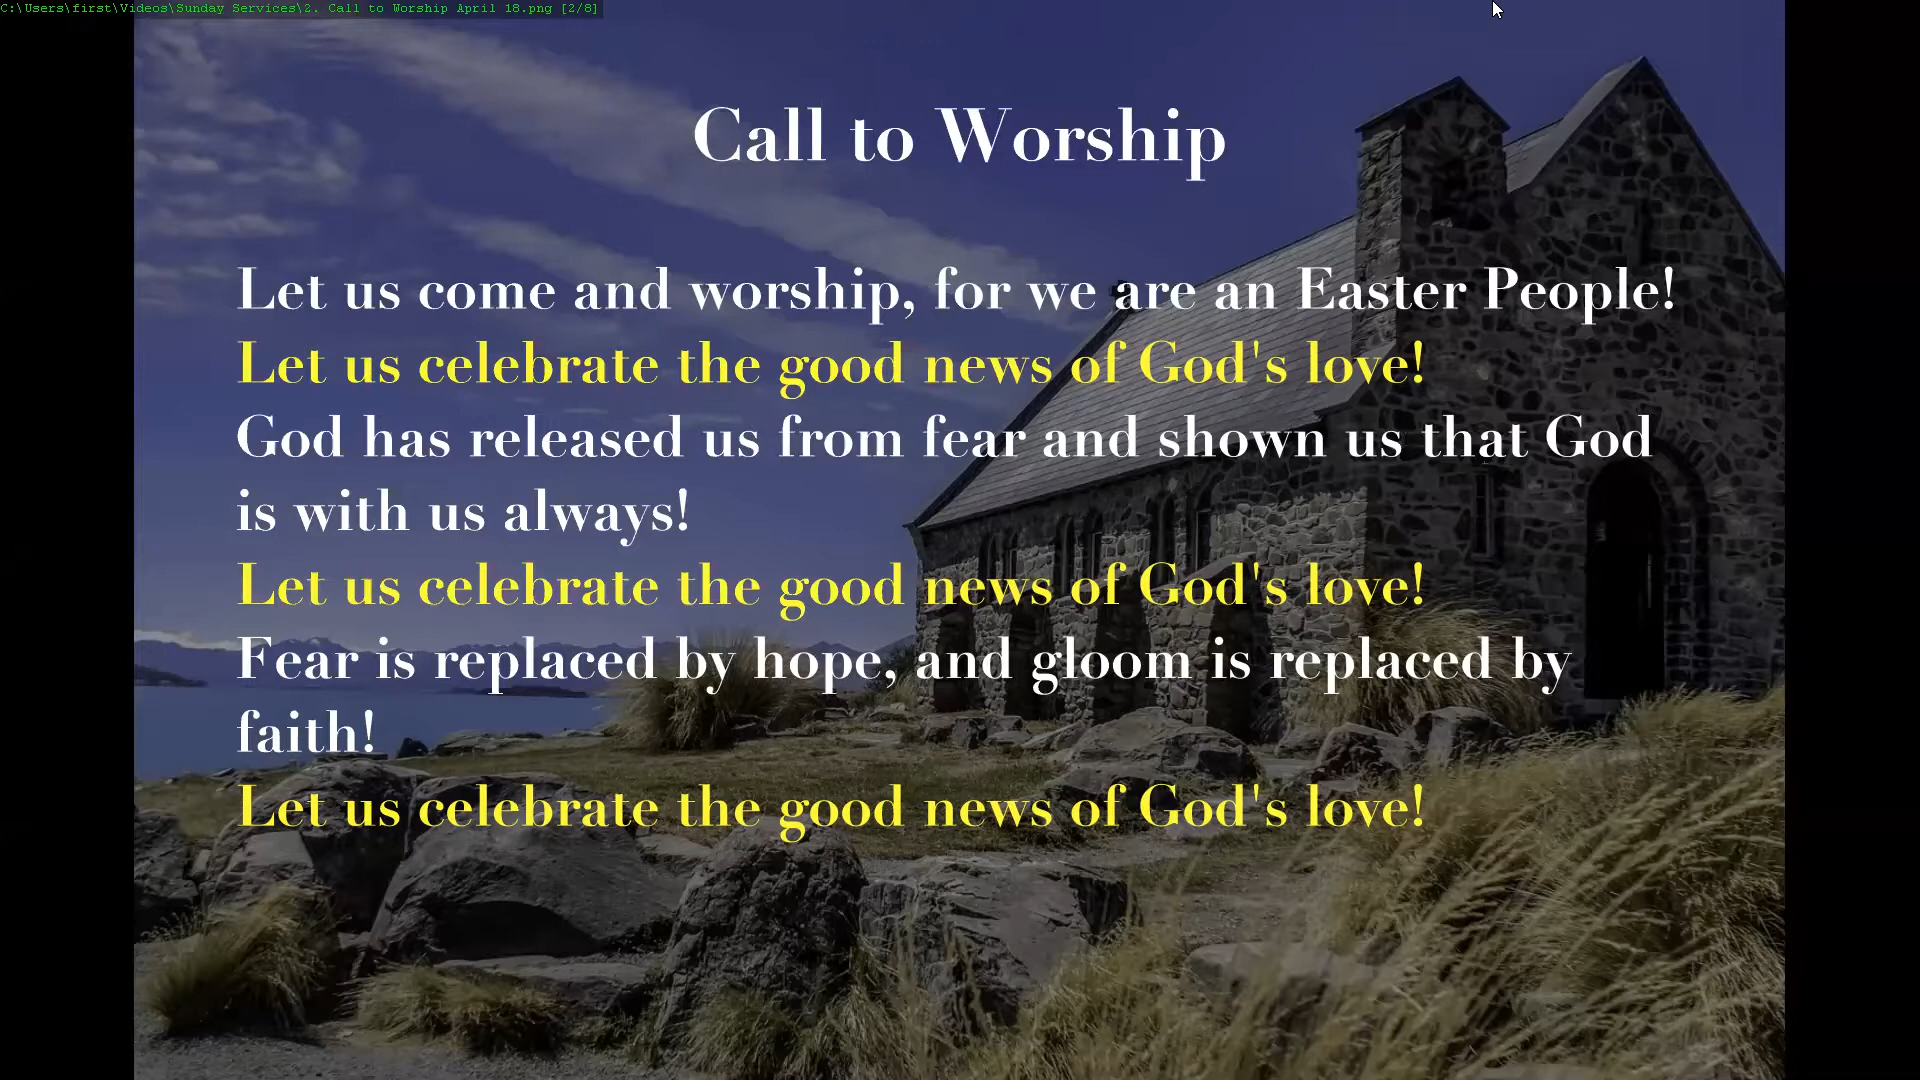 C:\Users\first\Videos\Sunday Services\2. Call to Worship April 18.png [2/8]
Call to Worship
Let us come and worship, for we are an Easter People!
Let us celebrate the good news of God's love!
God has released us from fear and shown us that God
is with us always!
Let us celebrate the good news of God's love!
Fear is replaced by hope, and gloom is replaced by
faith!
Let us celebrate the good news of God's love!